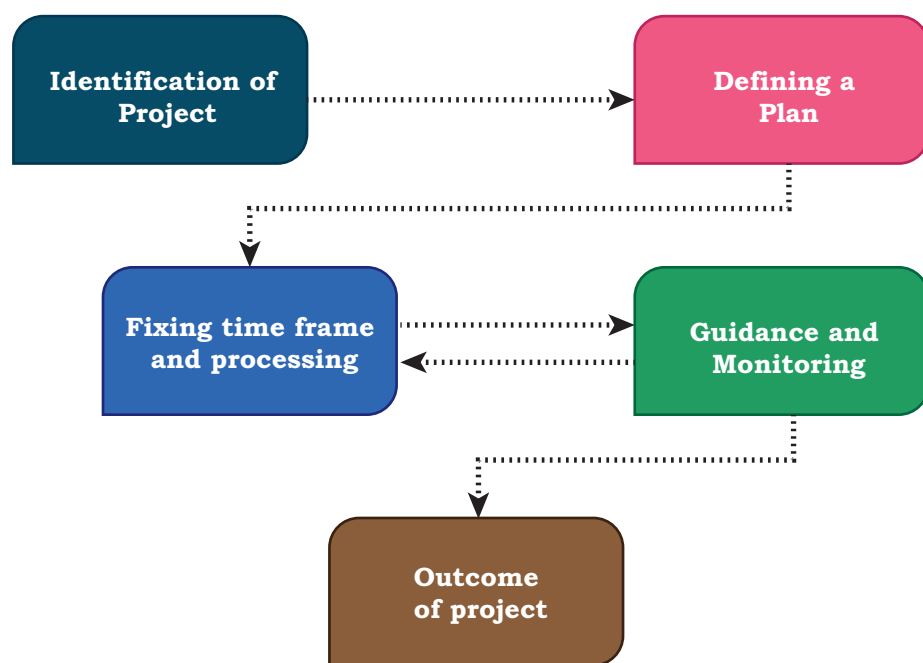 Identification of
Project
Defining a
Plan
Fixing time frame
and processing
Guidance and
Monitoring
Outcome
of project